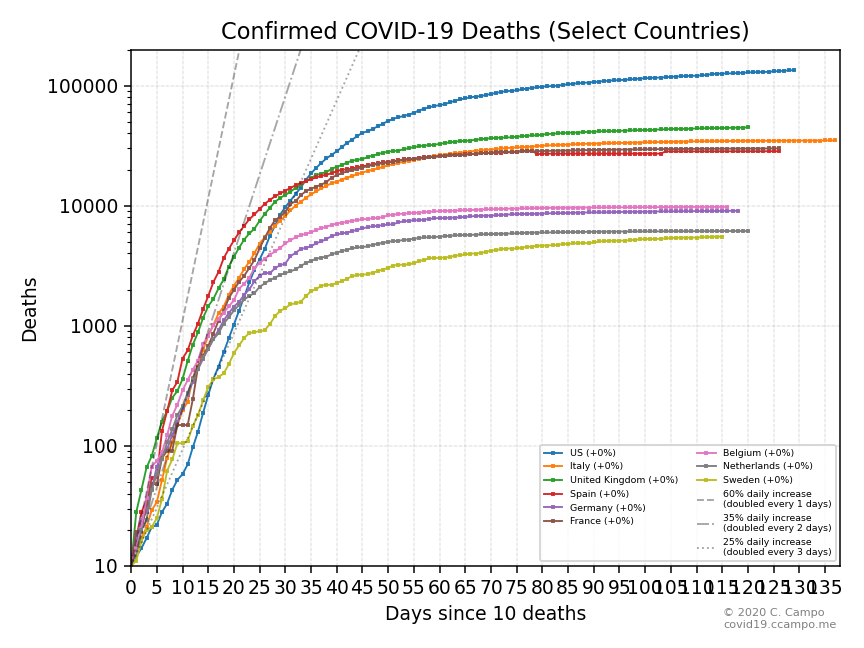 Confirmed COVID-19 Deaths (Select Countries)
Deaths
100000
10000
1000
100
10
0 5 10 15 20 25 30 35 40 45 50 55 60 65 70 75 80 85 90 95 100 105 110 115 120 125 130 135
Days since 10 deaths
US (+0%)
Italy (+0%)
United Kingdom (+0%)
Spain (+0%)
Germany (+0%)
France (+0%)
Belgium (+0%)
Netherlands (+0%)
Sweden (+0%)
60% daily increase
(doubled every 1 days)
35% daily increase
(doubled every 2 days)
25% daily increase
(doubled every 3 days)
© 2020 C. Campo
covid19.ccampo.me